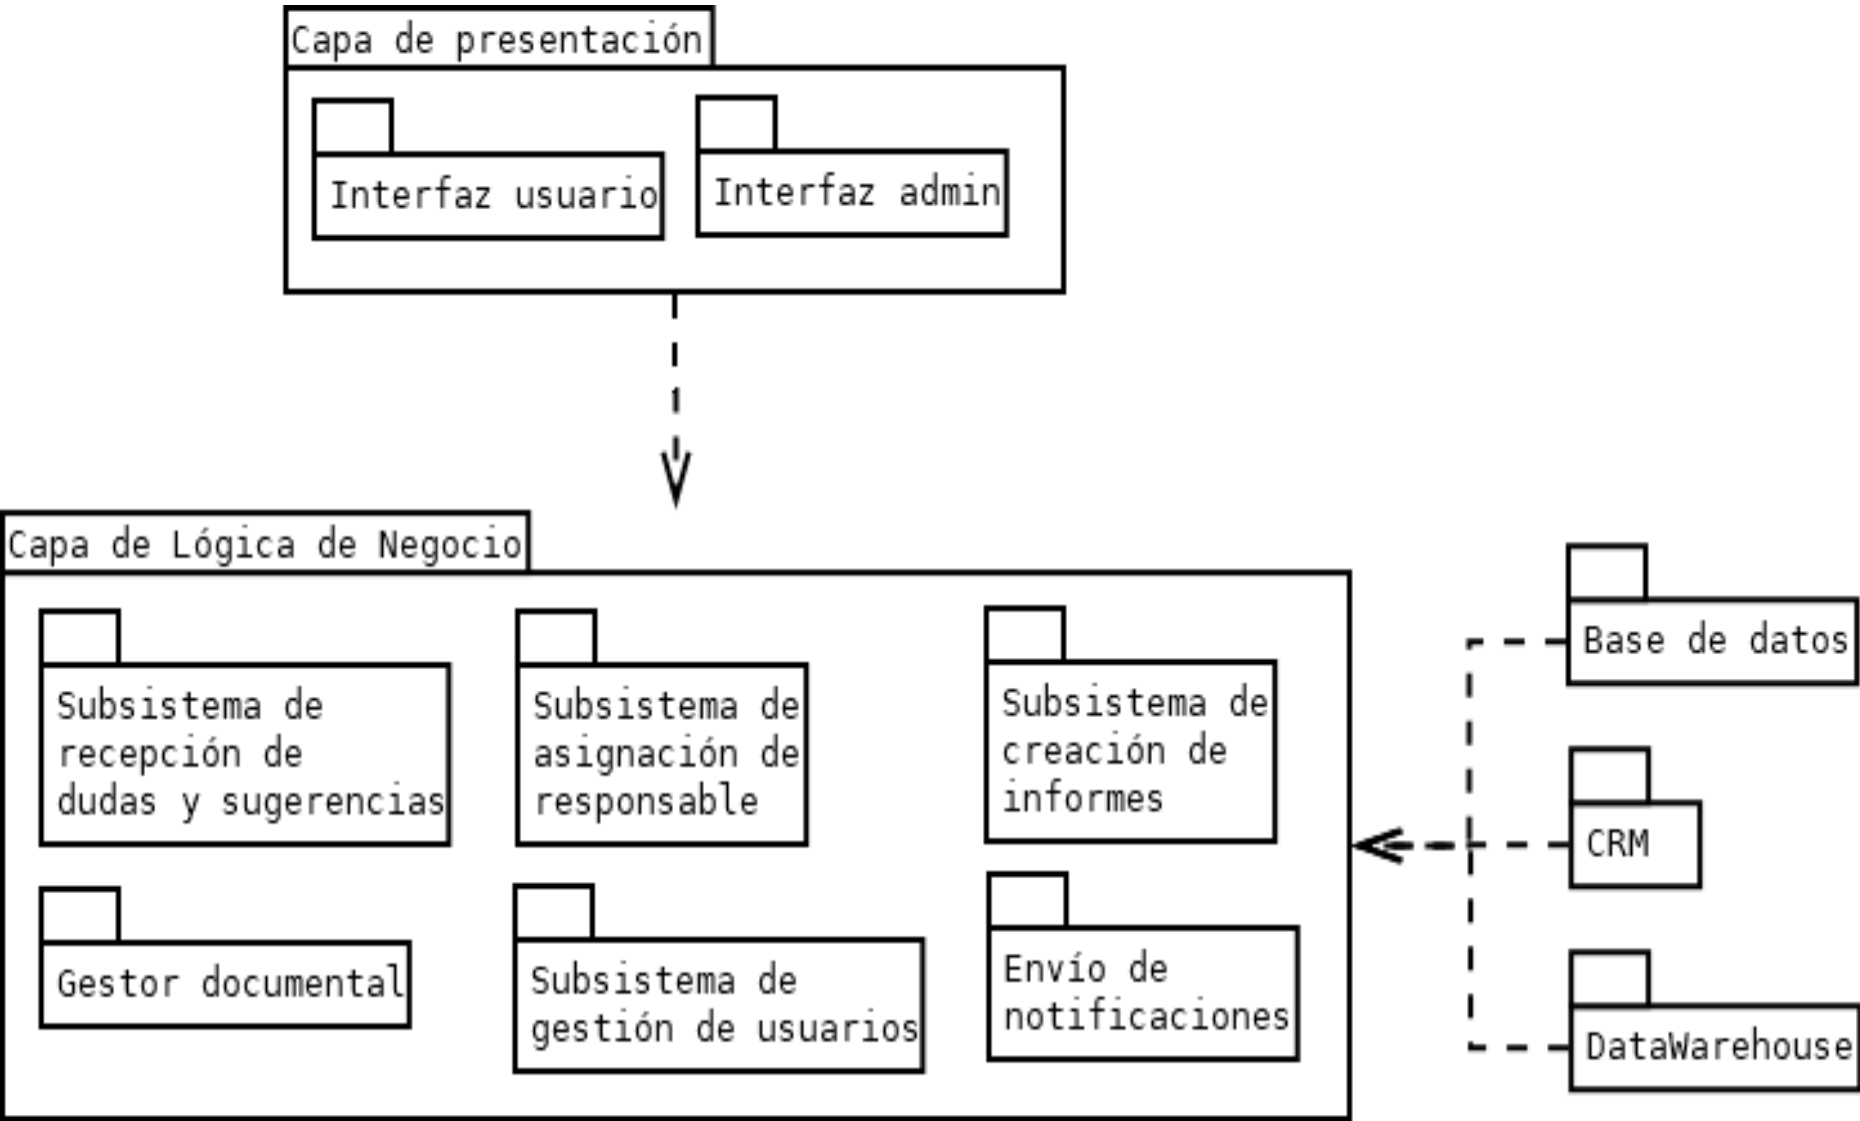 Capa de presentación
Interfaz usuario
Interfaz admin
Capa de Lógica de Negocio
Subsistema de
recepción de
dudas y sugerencias
Subsistema de
asignación de
responsable
Subsistema de
creación de
informes
Gestor documental
Subsistema de
gestión de usuarios
Envío de
notificaciones
Base de datos
CRM
DataWarehouse